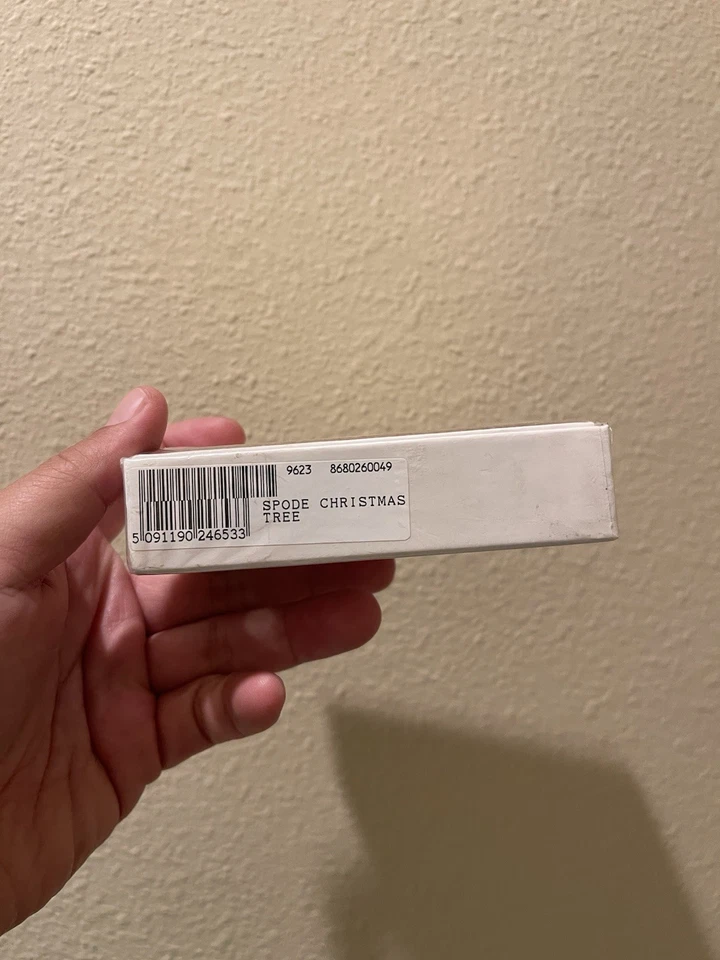 9623 8680260049
SPODE CHRISTMAS
TREE
5 091190 246533